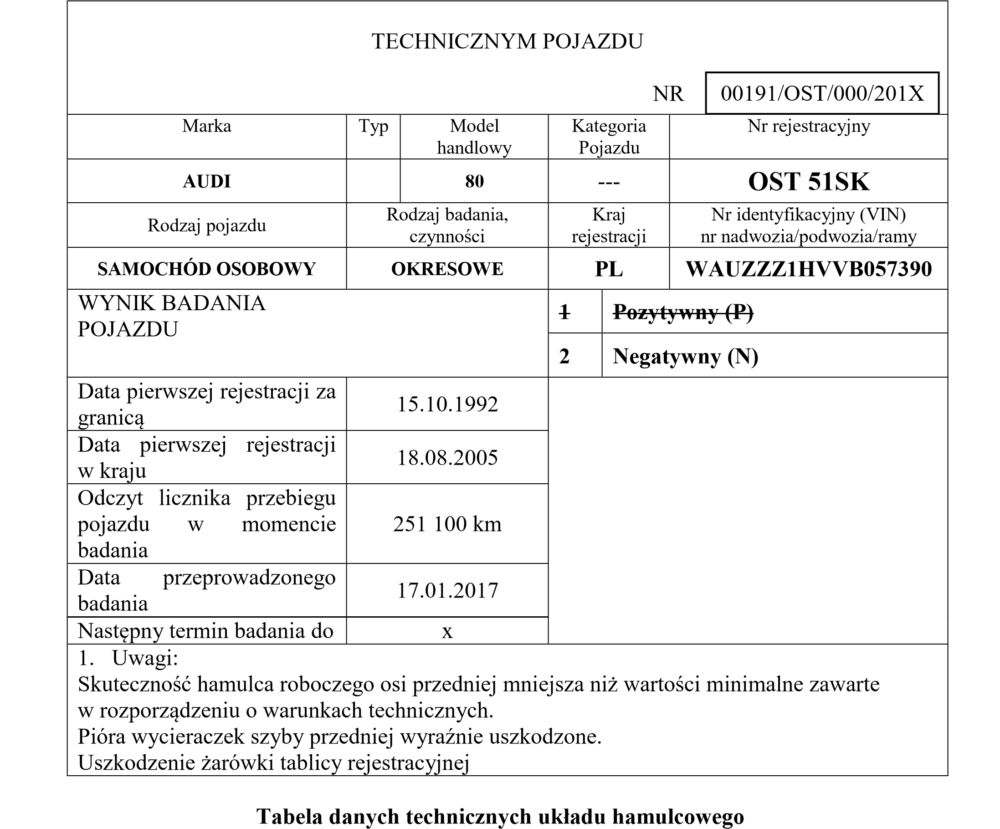 TECHNICZNYM POJAZDU
NR 00191/OST/000/201X
Marka Typ Model handlowy Kategoria Pojazdu Nr rejestracyjny
AUDI 80 --- OST 51SK
Rodzaj pojazdu Rodzaj badania, czynności Kraj rejestracji Nr identyfikacyjny (VIN) nr nadwozia/podwozia/ramy
SAMOCHÓD OSOBOWY OKRESOWE PL WAUZZZ1HVVB057390
WYNIK BADANIA
POJAZDU
1 Pozytywny (P)
2 Negatywny (N)
Data pierwszej rejestracji za
granicą
15.10.1992
Data pierwszej rejestracji
w kraju
18.08.2005
Odczyt licznika przebiegu
pojazdu w momencie
badania
251 100 km
Data przeprowadzonego
badania
17.01.2017
Następny termin badania do x
1. Uwagi:
Skuteczność hamulca roboczego osi przedniej mniejsza niż wartości minimalne zawarte
w rozporządzeniu o warunkach technicznych.
Pióra wycieraczek szyby przedniej wyraźnie uszkodzone.
Uszkodzenie żarówki tablicy rejestracyjnej
Tabela danych technicznych układu hamulcowego